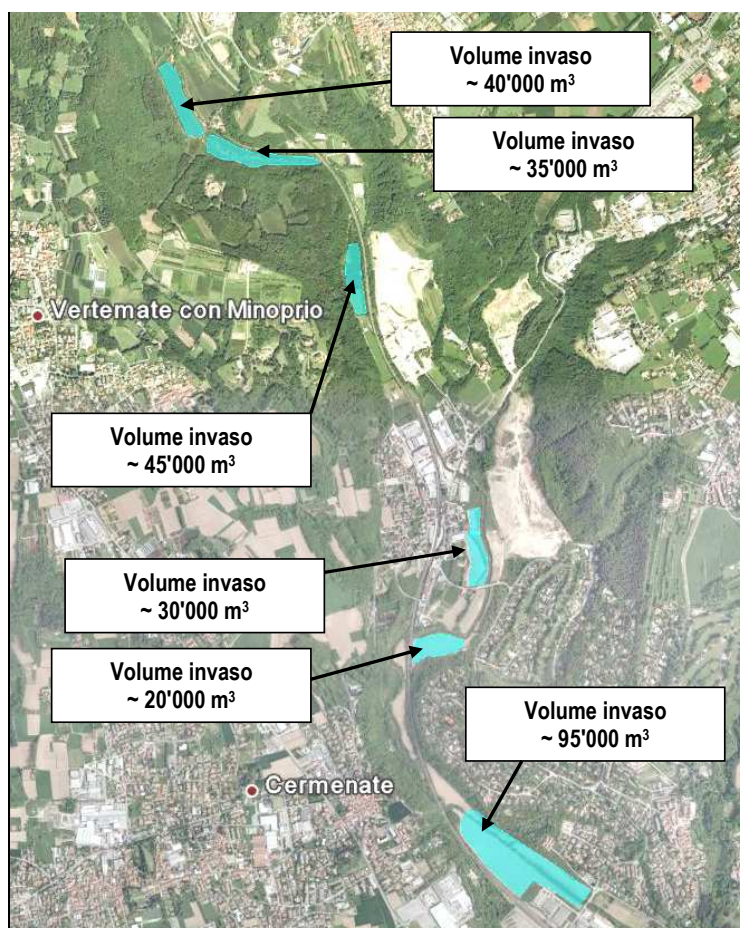 Volume invaso
~ 40'000 m³
Volume invaso
~ 35'000 m³
Vertemate con Minoprio
Volume invaso
~ 45'000 m³
Volume invaso
~ 30'000 m³
Volume invaso
~ 20'000 m³
Volume invaso
~ 95'000 m³
Cermenate